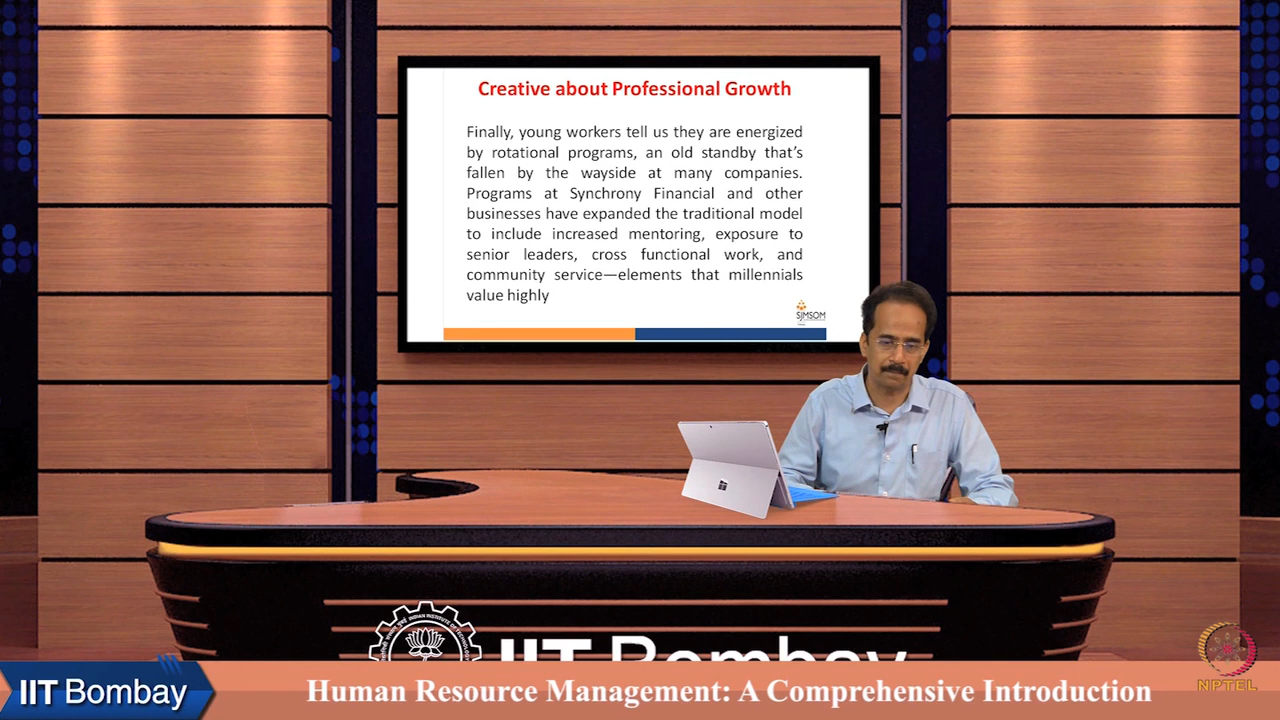 Creative about Professional Growth
Finally, young workers tell us they are energized
by rotational programs, an old standby that's
fallen by the wayside at many companies.
Programs at Synchrony Financial and other
businesses have expanded the traditional model
to include increased mentoring, exposure to
senior leaders, cross functional work, and
community service—elements that millennials
value highly
SJMSOM
IIT Bombay
IIT Bombay
Human Resource Management: A Comprehensive Introduction
NPTEL